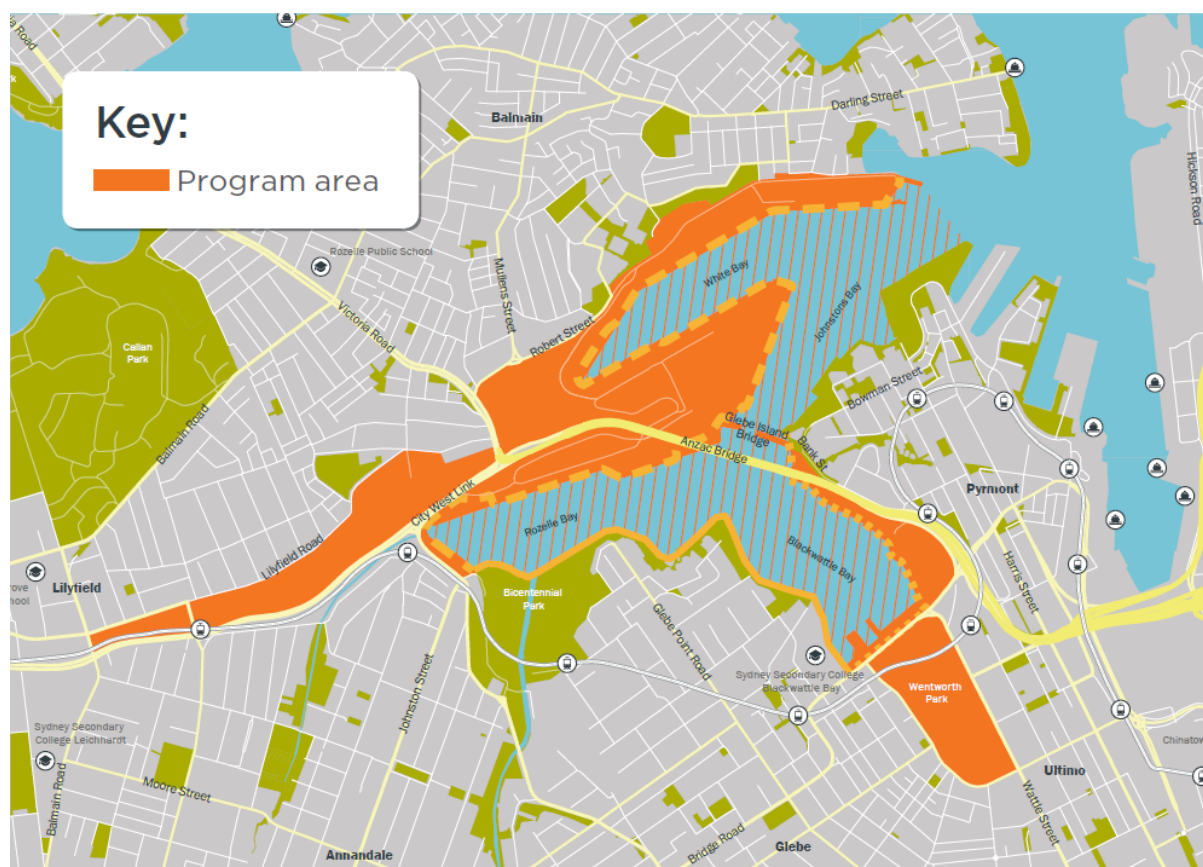 Road
Key:
Program area
Balmain
Darling Street
Hickson Road
Rozelle Public School
Mullens Street
White Bay
Johnstons Bay
Callan
Park
Victoria Road
Robert Street
Bowman Street
Balmain Road
Glebe Island
Bridge
Bank St
Anzac Bridge
Pyrmont
City West Link
Rozelle Bay
Blackwattle Bay
Harris Street
Lilyfield Road
Lilyfield
Bicentennial
Park
Glebe Point Road
Johnston Street
Sydney Secondary College
Blackwattle Bay
Wentworth
Park
Sydney Secondary
College Leichhardt
Chinatow
Ultimo
Moore Street
Wattle Street
Balmain Road
Bridge Road
Glebe
Annandale